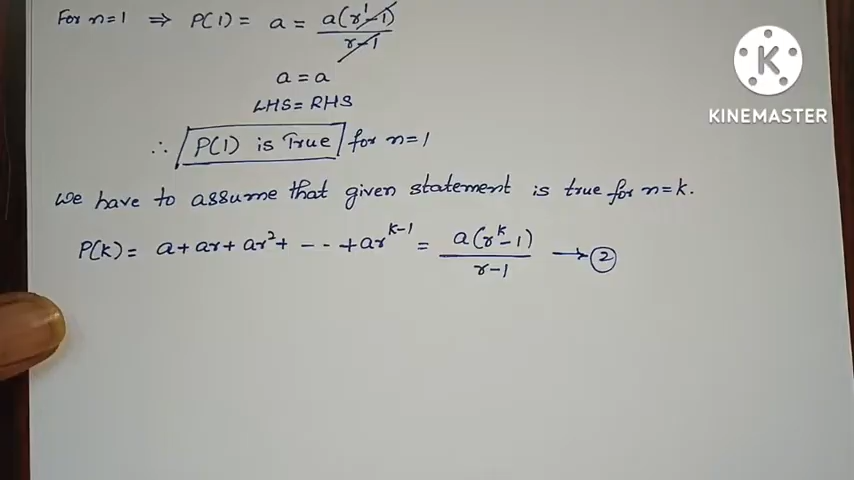 For n=1 ⇒ P(1) = a = a(r¹-1)/r-1
a = a
LHS = RHS
∴ P(1) is True for n=1
We have to assume that given statement is true for n=k.
P(k) = a+ar+ar²+ -- - +ar^k-1 = a(r^k-1)/r-1 → ②
K
KINEMASTER